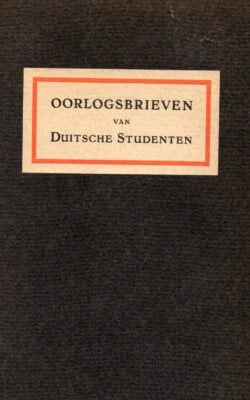 OORLOGSBRIEVEN
VAN
DUITSCHE STUDENTEN